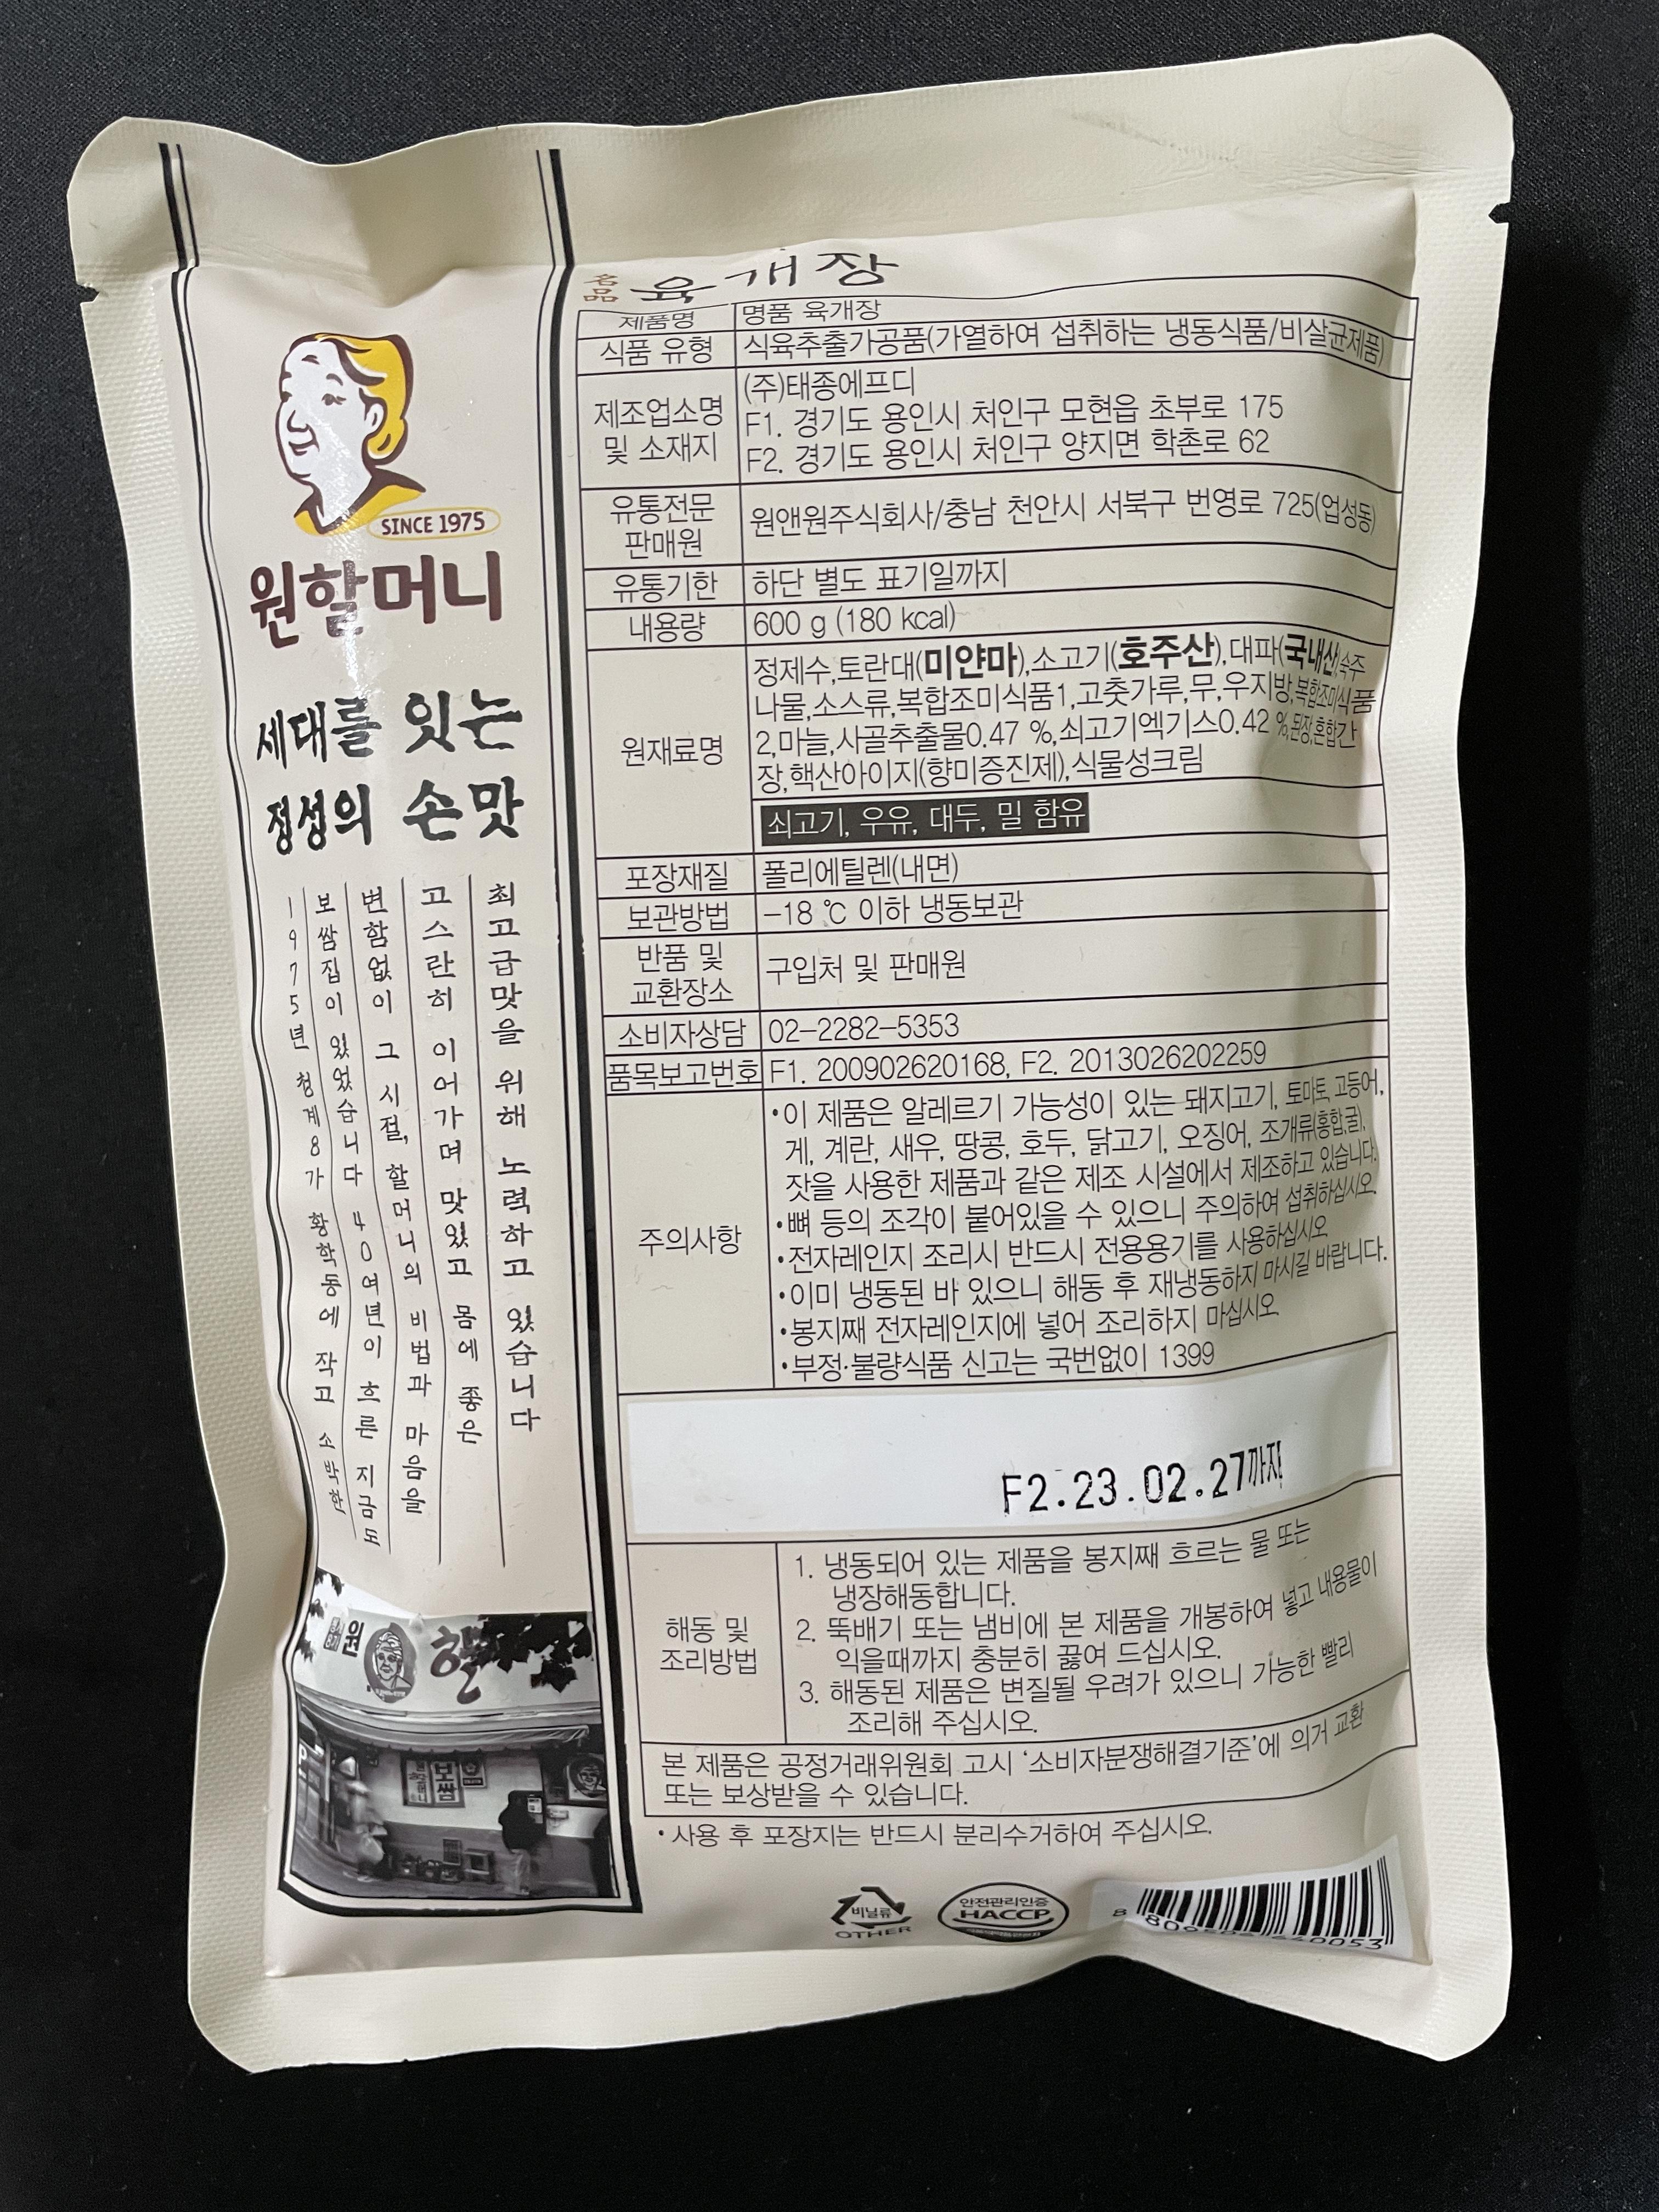 SINCE 1975
원할머니
세대를 잇는
정성의 손맛
1975년 청계8가 황학동에 작고 소박한
보쌈집이 있었습니다 40여년이 흐른 지금도
변함없이 그 시절, 할머니의 비법과 마음을
고스란히 이어가며 맛있고 몸에 좋은
최고급맛을 위해 노력하고 있습니다
원
할
보쌈
名品 육개장
제품명 명품 육개장
식품 유형 식육추출가공품(가열하여 섭취하는 냉동식품/비살균제품)
제조업소명 및 소재지
(주)태종에프디
F1. 경기도 용인시 처인구 모현읍 초부로 175
F2. 경기도 용인시 처인구 양지면 학촌로 62
유통전문
판매원
원앤원주식회사/충남 천안시 서북구 번영로 725(업성동)
유통기한 하단 별도 표기일까지
내용량 600 g (180 kcal)
원재료명
정제수,토란대(미얀마),소고기(호주산),대파(국내산),숙주
나물,소스류,복합조미식품1,고춧가루,무,우지방,복합조미식품
2,마늘,사골추출물0.47 %,쇠고기엑기스0.42 %,된장,혼합간
장,핵산아이지(향미증진제),식물성크림
쇠고기, 우유, 대두, 밀 함유
포장재질 폴리에틸렌(내면)
보관방법 -18 ℃ 이하 냉동보관
반품 및
교환장소
구입처 및 판매원
소비자상담 02-2282-5353
품목보고번호 F1. 200902620168, F2. 2013026202259
주의사항
•이 제품은 알레르기 가능성이 있는 돼지고기, 토마토, 고등어,
게, 계란, 새우, 땅콩, 호두, 닭고기, 오징어, 조개류(홍합,굴),
잣을 사용한 제품과 같은 제조 시설에서 제조하고 있습니다.
•뼈 등의 조각이 붙어있을 수 있으니 주의하여 섭취하십시오.
•전자레인지 조리시 반드시 전용용기를 사용하십시오
•이미 냉동된 바 있으니 해동 후 재냉동하지 마시길 바랍니다.
•봉지째 전자레인지에 넣어 조리하지 마십시오.
•부정·불량식품 신고는 국번없이 1399
F2.23.02.27까지
해동 및
조리방법
1. 냉동되어 있는 제품을 봉지째 흐르는 물 또는
냉장해동합니다.
2. 뚝배기 또는 냄비에 본 제품을 개봉하여 넣고 내용물이
익을때까지 충분히 끓여 드십시오.
3. 해동된 제품은 변질될 우려가 있으니 가능한 빨리
조리해 주십시오.
본 제품은 공정거래위원회 고시 '소비자분쟁해결기준'에 의거 교환
또는 보상받을 수 있습니다.
•사용 후 포장지는 반드시 분리수거하여 주십시오.
비닐류
OTHER
안전관리인증
HACCP